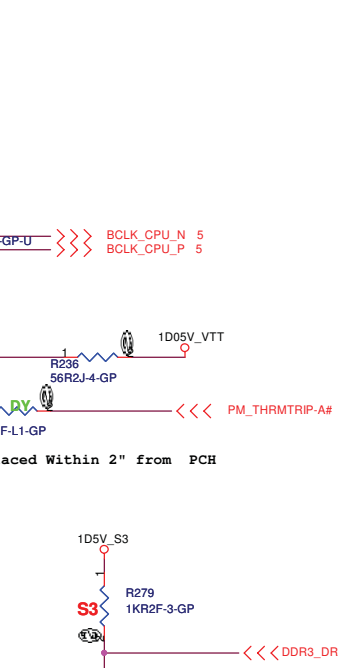 BCLK_CPU_N 5
-GP-U
BCLK_CPU_P 5
1D05V_VTT
1
R236
56R2J-4-GP
DY
PM_THRMTRIP-A#
F-L1-GP
aced Within 2" from PCH
1D5V_S3
1
R279
S3
1KR2F-3-GP
DDR3_DR